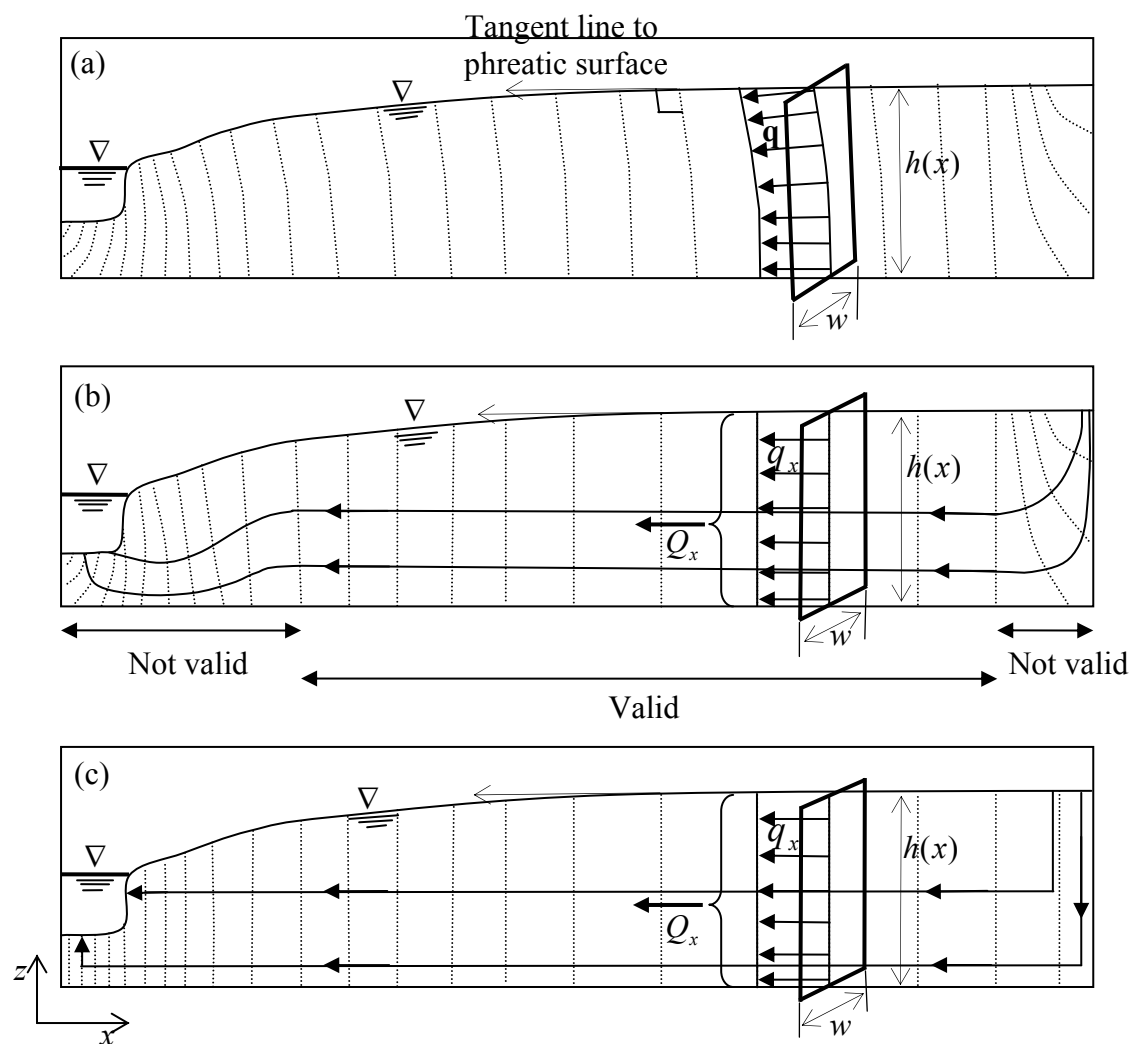 Tangent line to
phreatic surface
(a)
∇
∇
q
h(x)
w
(b)
∇
∇
q_x
h(x)
Q_x
w
Not valid
Not valid
Valid
(c)
∇
∇
q_x
h(x)
Q_x
z
w
x